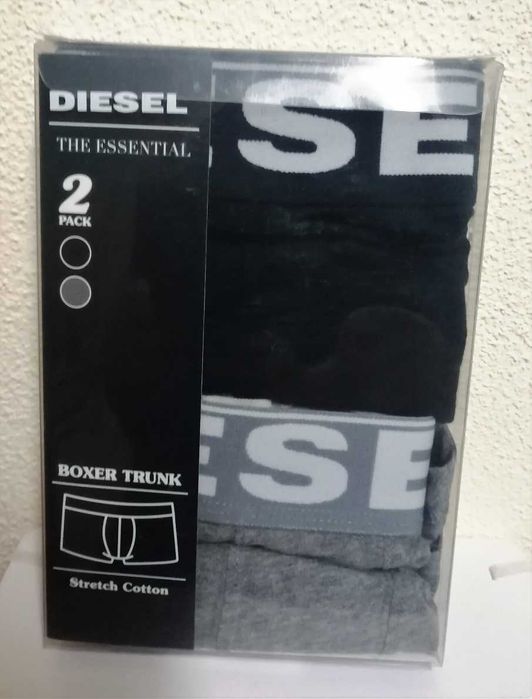 DIESEL
THE ESSENTIAL
2
PACK
BOXER TRUNK
Stretch Cotton
SE
ESE